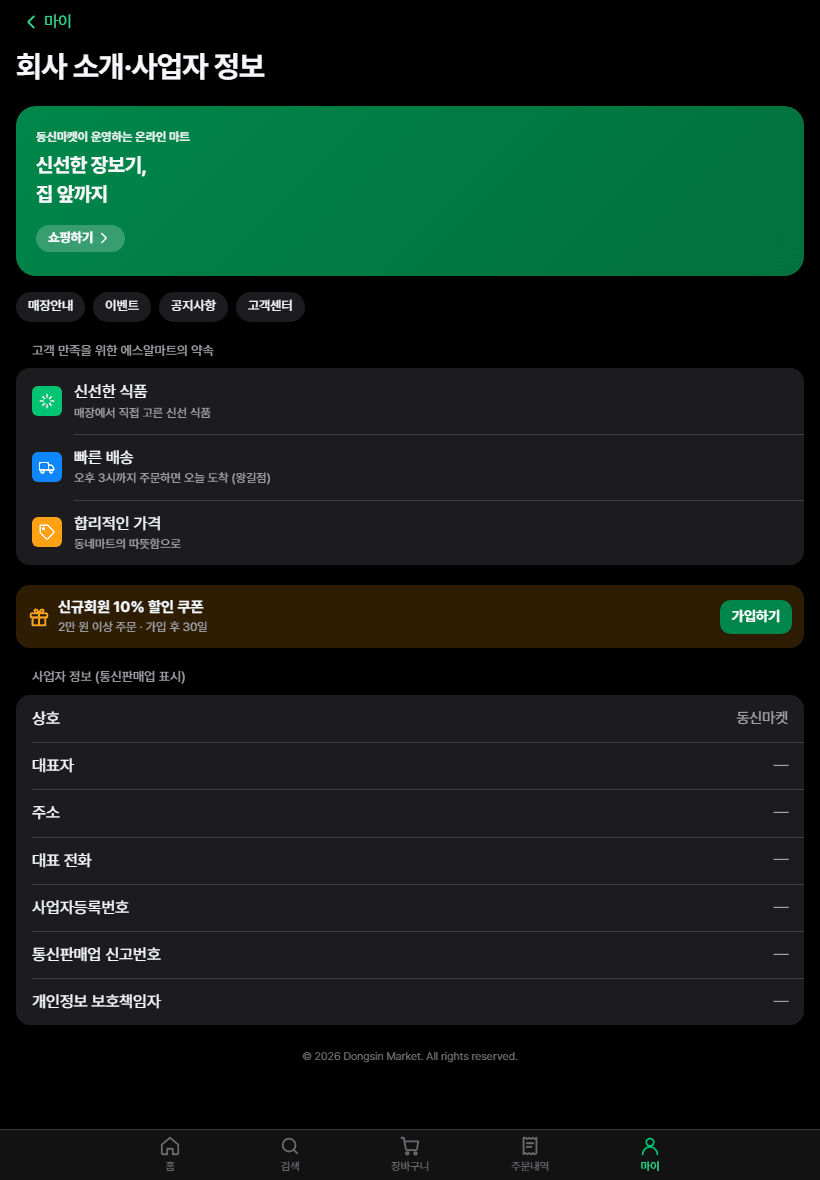 마이
회사 소개·사업자 정보
동신마켓이 운영하는 온라인 마트
신선한 장보기,
집 앞까지
쇼핑하기
매장안내 이벤트 공지사항 고객센터
고객 만족을 위한 에스알마트의 약속
신선한 식품
매장에서 직접 고른 신선 식품
빠른 배송
오후 3시까지 주문하면 오늘 도착 (왕길점)
합리적인 가격
동네마트의 따뜻함으로
신규회원 10% 할인 쿠폰
2만 원 이상 주문 · 가입 후 30일
가입하기
사업자 정보 (통신판매업 표시)
상호 동신마켓
대표자 —
주소 —
대표 전화 —
사업자등록번호 —
통신판매업 신고번호 —
개인정보 보호책임자 —
© 2026 Dongsin Market. All rights reserved.
홈 검색 장바구니 주문내역 마이